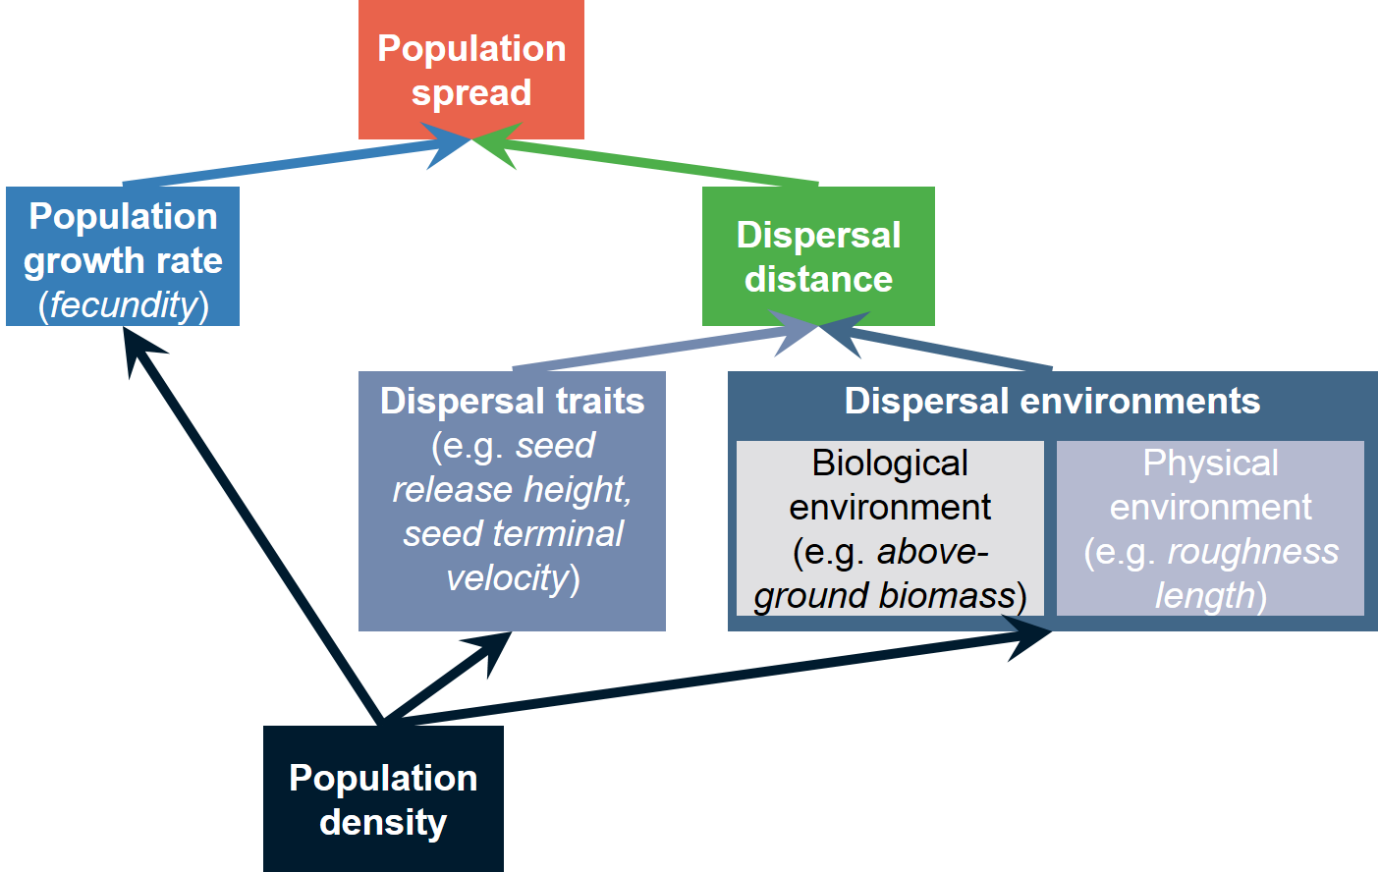 Population
spread
Population
growth rate
(fecundity)
Dispersal
distance
Dispersal traits
(e.g. seed
release height,
seed terminal
velocity)
Dispersal environments
Biological
environment
(e.g. above-
ground biomass)
Physical
environment
(e.g. roughness
length)
Population
density